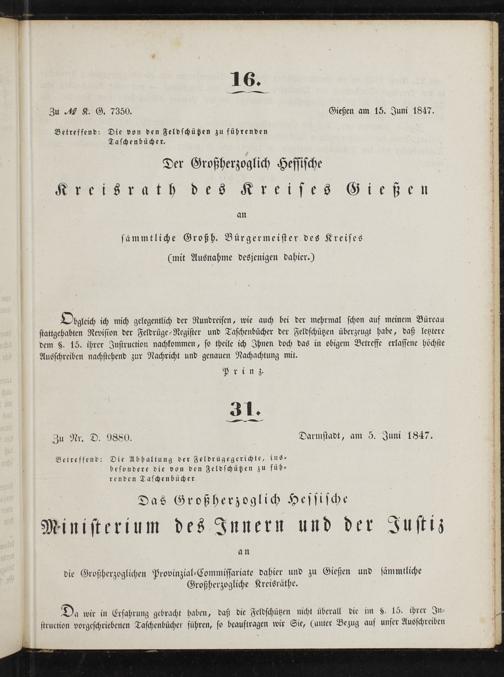 16.
Zu № K. G. 7350. Gießen am 15. Juni 1847.
Betreffend: Die von den Feldschützen zu führenden
Taschenbücher.
Der Großherzoglich Hessische
Kreisrath des Kreises Gießen
an
sämmtliche Großh. Bürgermeister des Kreises
(mit Ausnahme desjenigen dahier.)
Obgleich ich mich gelegentlich der Rundreisen, wie auch bei der mehrmal schon auf meinem Büreau
stattgehabten Revision der Feldrüge-Register und Taschenbücher der Feldschützen überzeugt habe, daß letztere
dem §. 15. ihrer Instruction nachkommen, so theile ich Ihnen doch das in obigem Betreffe erlassene höchste
Ausschreiben nachstehend zur Nachricht und genauen Nachachtung mit.
Prinz.
31.
Zu Nr. D. 9880. Darmstadt, am 5. Juni 1847.
Betreffend: Die Abhaltung der Feldrügegerichte, ins-
besondere die von den Feldschützen zu füh-
renden Taschenbücher
Das Großherzoglich Hessische
Ministerium des Innern und der Justiz
an
die Großherzoglichen Provinzial-Commissariate dahier und zu Gießen und sämmtliche
Großherzogliche Kreisräthe.
Da wir in Erfahrung gebracht haben, daß die Feldschützen nicht überall die im §. 15. ihrer In-
struction vorgeschriebenen Taschenbücher führen, so beauftragen wir Sie, (unter Bezug auf unser Ausschreiben